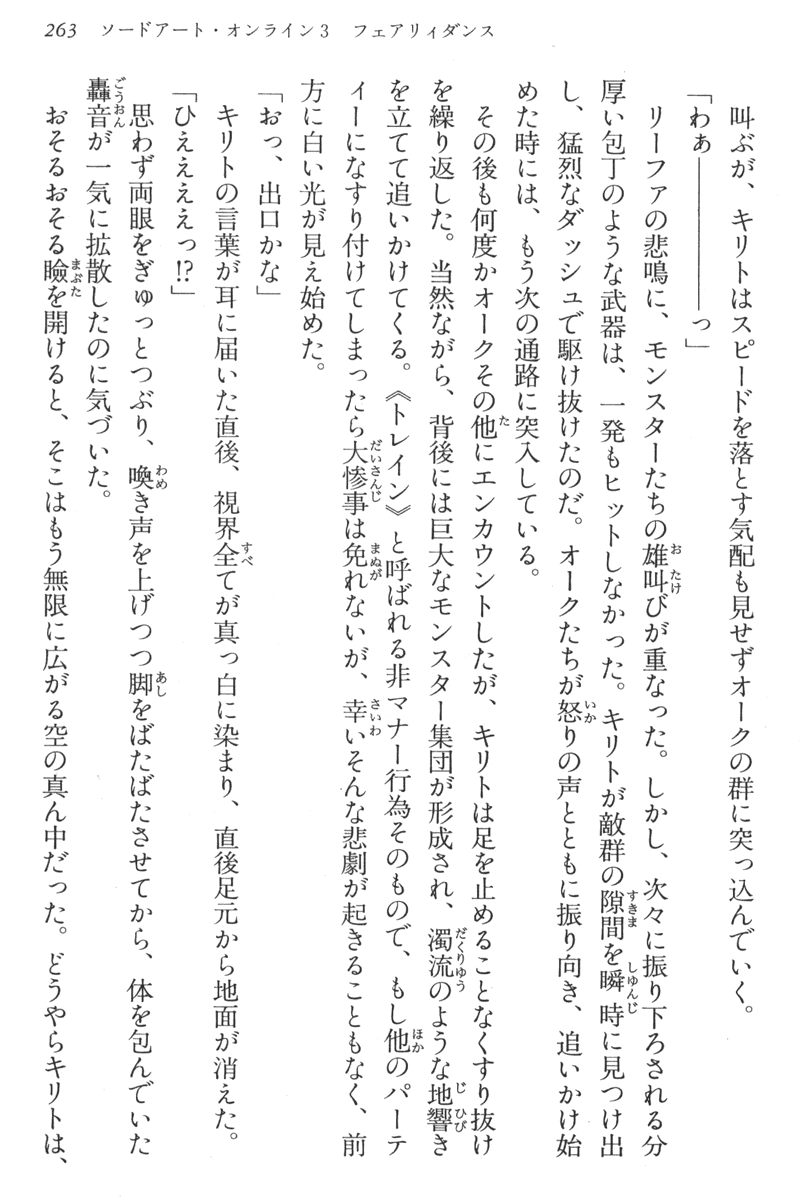 263 ソードアート・オンライン3 フェアリィダンス
叫ぶが、キリトはスピードを落とす気配も見せずオークの群に突っ込んでいく。
「わぁ――――――っ」
リーファの悲鳴に、モンスターたちの雄叫びが重なった。しかし、次々に振り下ろされる分
厚い包丁のような武器は、一発もヒットしなかった。キリトが敵群の隙間を瞬時に見つけ出
し、猛烈なダッシュで駆け抜けたのだ。オークたちが怒りの声とともに振り向き、追いかけ始
めた時には、もう次の通路に突入している。
その後も何度かオークその他にエンカウントしたが、キリトは足を止めることなくすり抜け
を繰り返した。当然ながら、背後には巨大なモンスター集団が形成され、濁流のような地響き
を立てて追いかけてくる。《トレイン》と呼ばれる非マナー行為そのもので、もし他のパーテ
ィーになすり付けてしまったら大惨事は免れないが、幸いそんな悲劇が起きることもなく、前
方に白い光が見え始めた。
「おっ、出口かな」
キリトの言葉が耳に届いた直後、視界全てが真っ白に染まり、直後足元から地面が消えた。
「ひええええっ!?」
思わず両眼をぎゅっとつぶり、喚き声を上げつつ脚をばたばたさせてから、体を包んでいた
轟音が一気に拡散したのに気づいた。
おそるおそる瞼を開けると、そこはもう無限に広がる空の真ん中だった。どうやらキリトは、